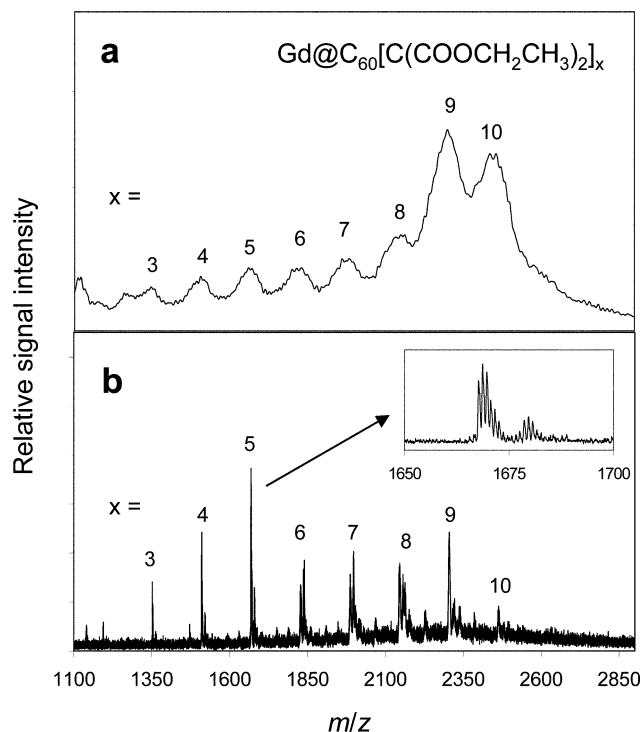 a
Gd@C60[C(COOCH2CH3)2]x
9
10
8
7
6
5
4
3
x =
Relative signal intensity
b
1650 1675 1700
5
x =
4
9
6
7
8
3
10
1100 1350 1600 1850 2100 2350 2600 2850
m/z